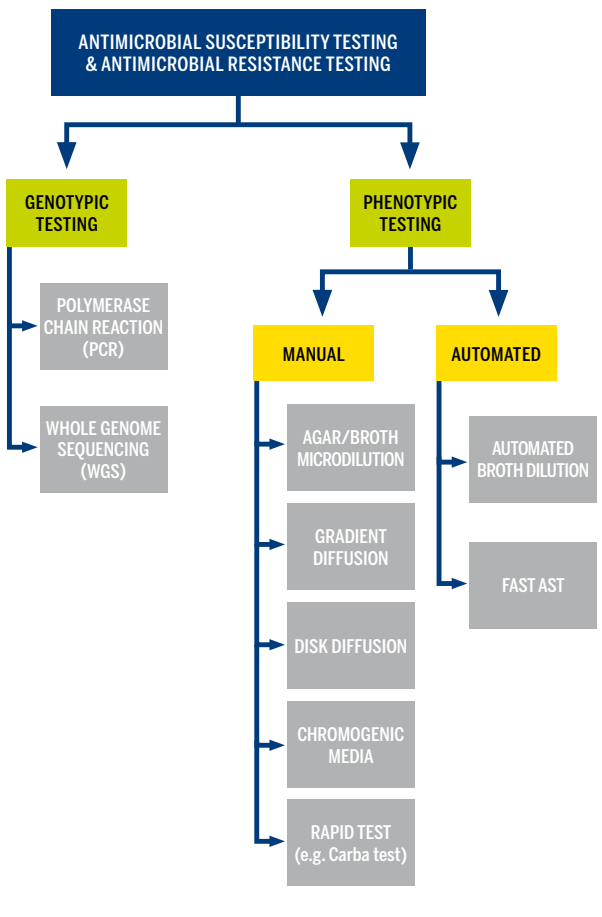 ANTIMICROBIAL SUSCEPTIBILITY TESTING
& ANTIMICROBIAL RESISTANCE TESTING
GENOTYPIC
TESTING
POLYMERASE
CHAIN REACTION
(PCR)
WHOLE GENOME
SEQUENCING
(WGS)
PHENOTYPIC
TESTING
MANUAL
AGAR/BROTH
MICRODILUTION
GRADIENT
DIFFUSION
DISK DIFFUSION
CHROMOGENIC
MEDIA
RAPID TEST
(e.g. Carba test)
AUTOMATED
AUTOMATED
BROTH DILUTION
FAST AST